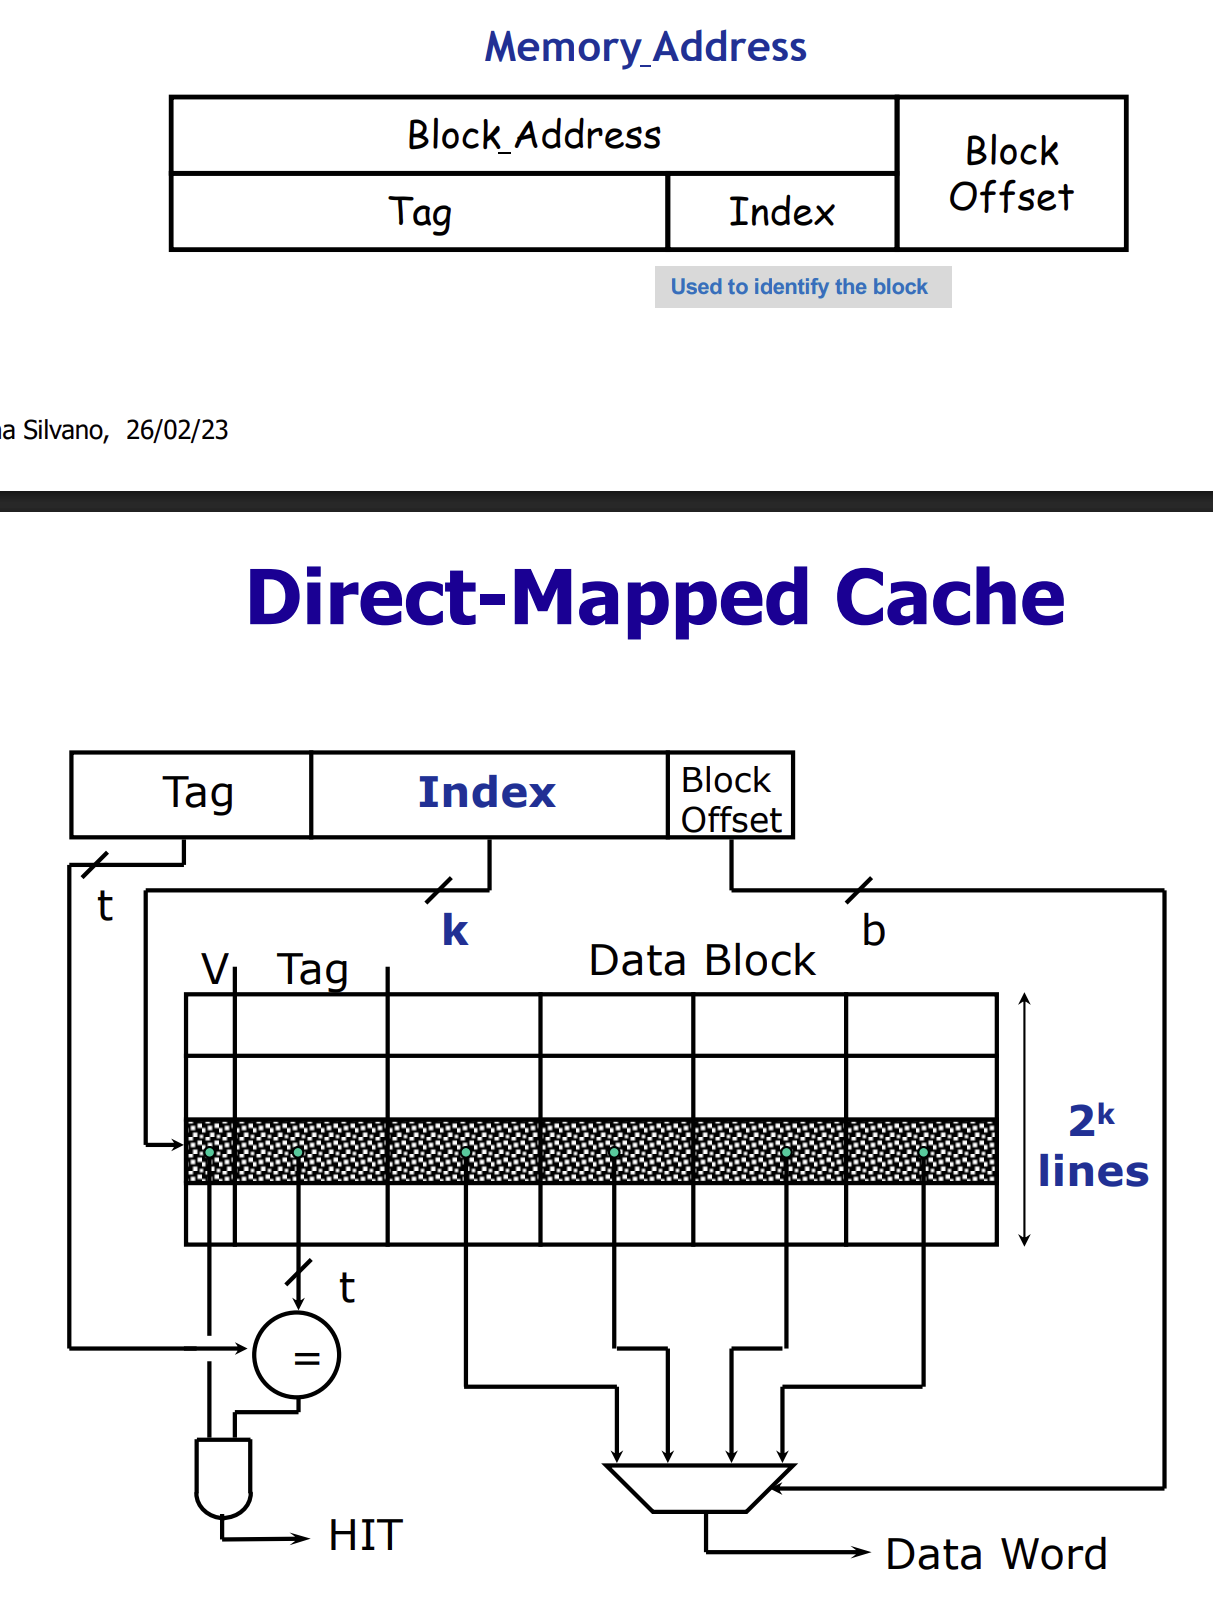 Memory_Address
Block_Address
Block
Offset
Tag
Index
Used to identify the block
a Silvano, 26/02/23
Direct-Mapped Cache
Tag
Index
Block
Offset
t
k
b
V
Tag
Data Block
2k
lines
t
=
HIT
Data Word